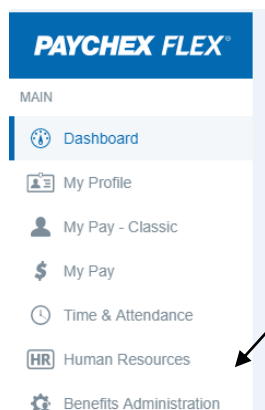 PAYCHEX FLEX®
MAIN
Dashboard
My Profile
My Pay - Classic
$ My Pay
Time & Attendance
HR Human Resources
Benefits Administration